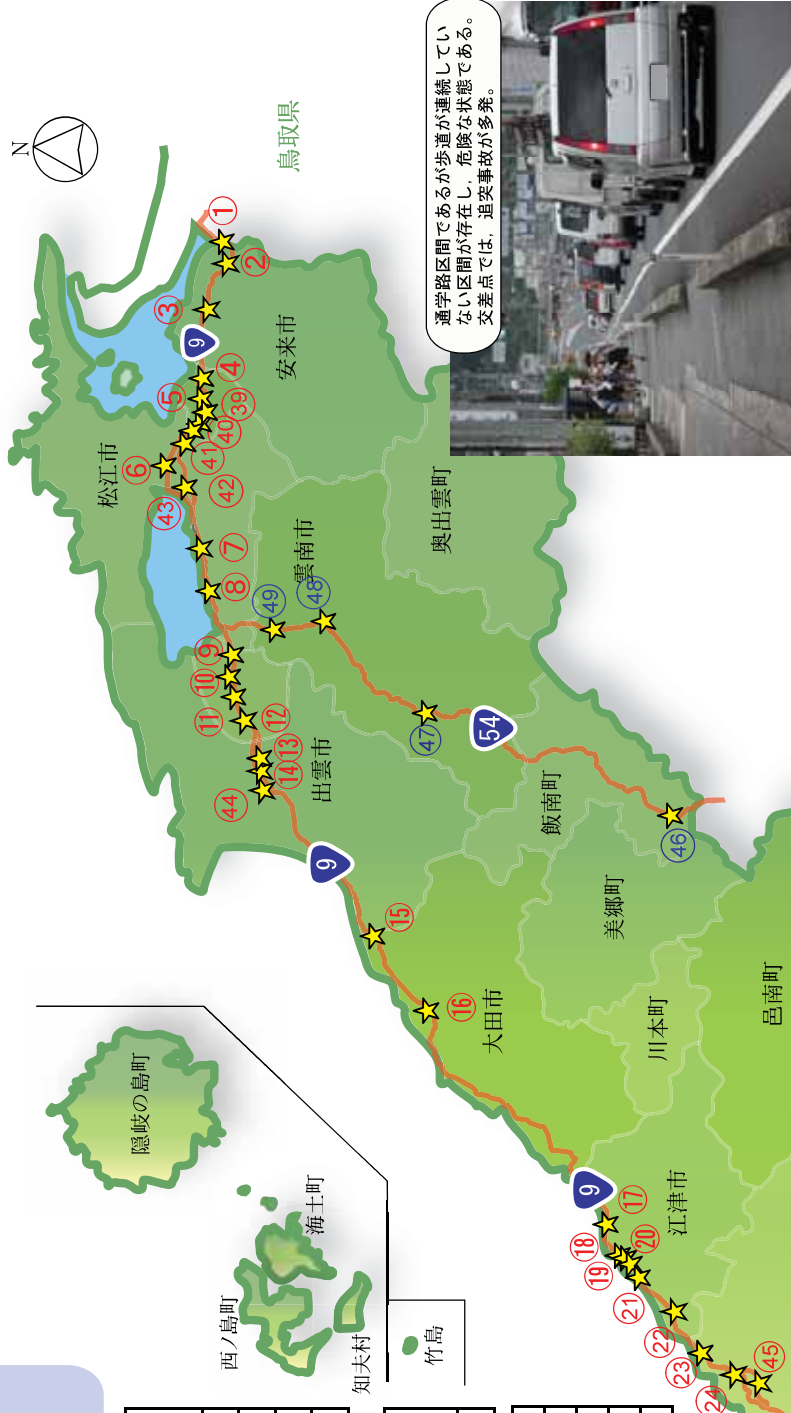 N
鳥取県
通学路区間であるが歩道が連続してい
ない区間が存在し，危険な状態である。
交差点では，追突事故が多発。
①
②
③
9
④
⑤
㊴
㊵
㊶
⑥
㊷
㊸
安来市
松江市
⑦
⑧
雲南市
奥出雲町
㊾
㊽
⑨
⑩
⑪
⑫
⑬
⑭
㊹
出雲市
㊼
54
飯南町
㊻
9
⑮
⑯
大田市
美郷町
川本町
邑南町
隠岐の島町
海士町
西ノ島町
知夫村
竹島
9
⑰
⑱
⑲
⑳
㉑
江津市
㉒
㉓
㉔
㊺